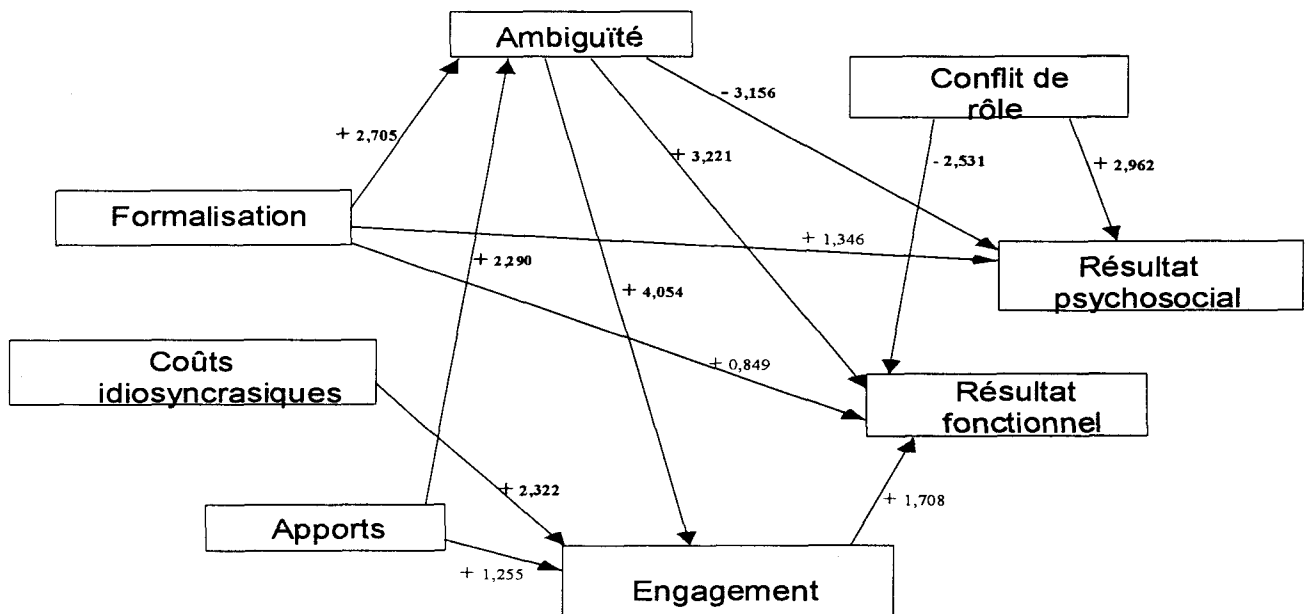 Ambiguïté
Conflit de
rôle
- 3,156
+ 2,705
+ 3,221
- 2,531
+ 2,962
Formalisation
+ 1,346
Résultat
psychosocial
+ 2,290
+ 4,054
Coûts
idiosyncrasiques
+ 0,849
Résultat
fonctionnel
+ 2,322
+ 1,708
Apports
+ 1,255
Engagement